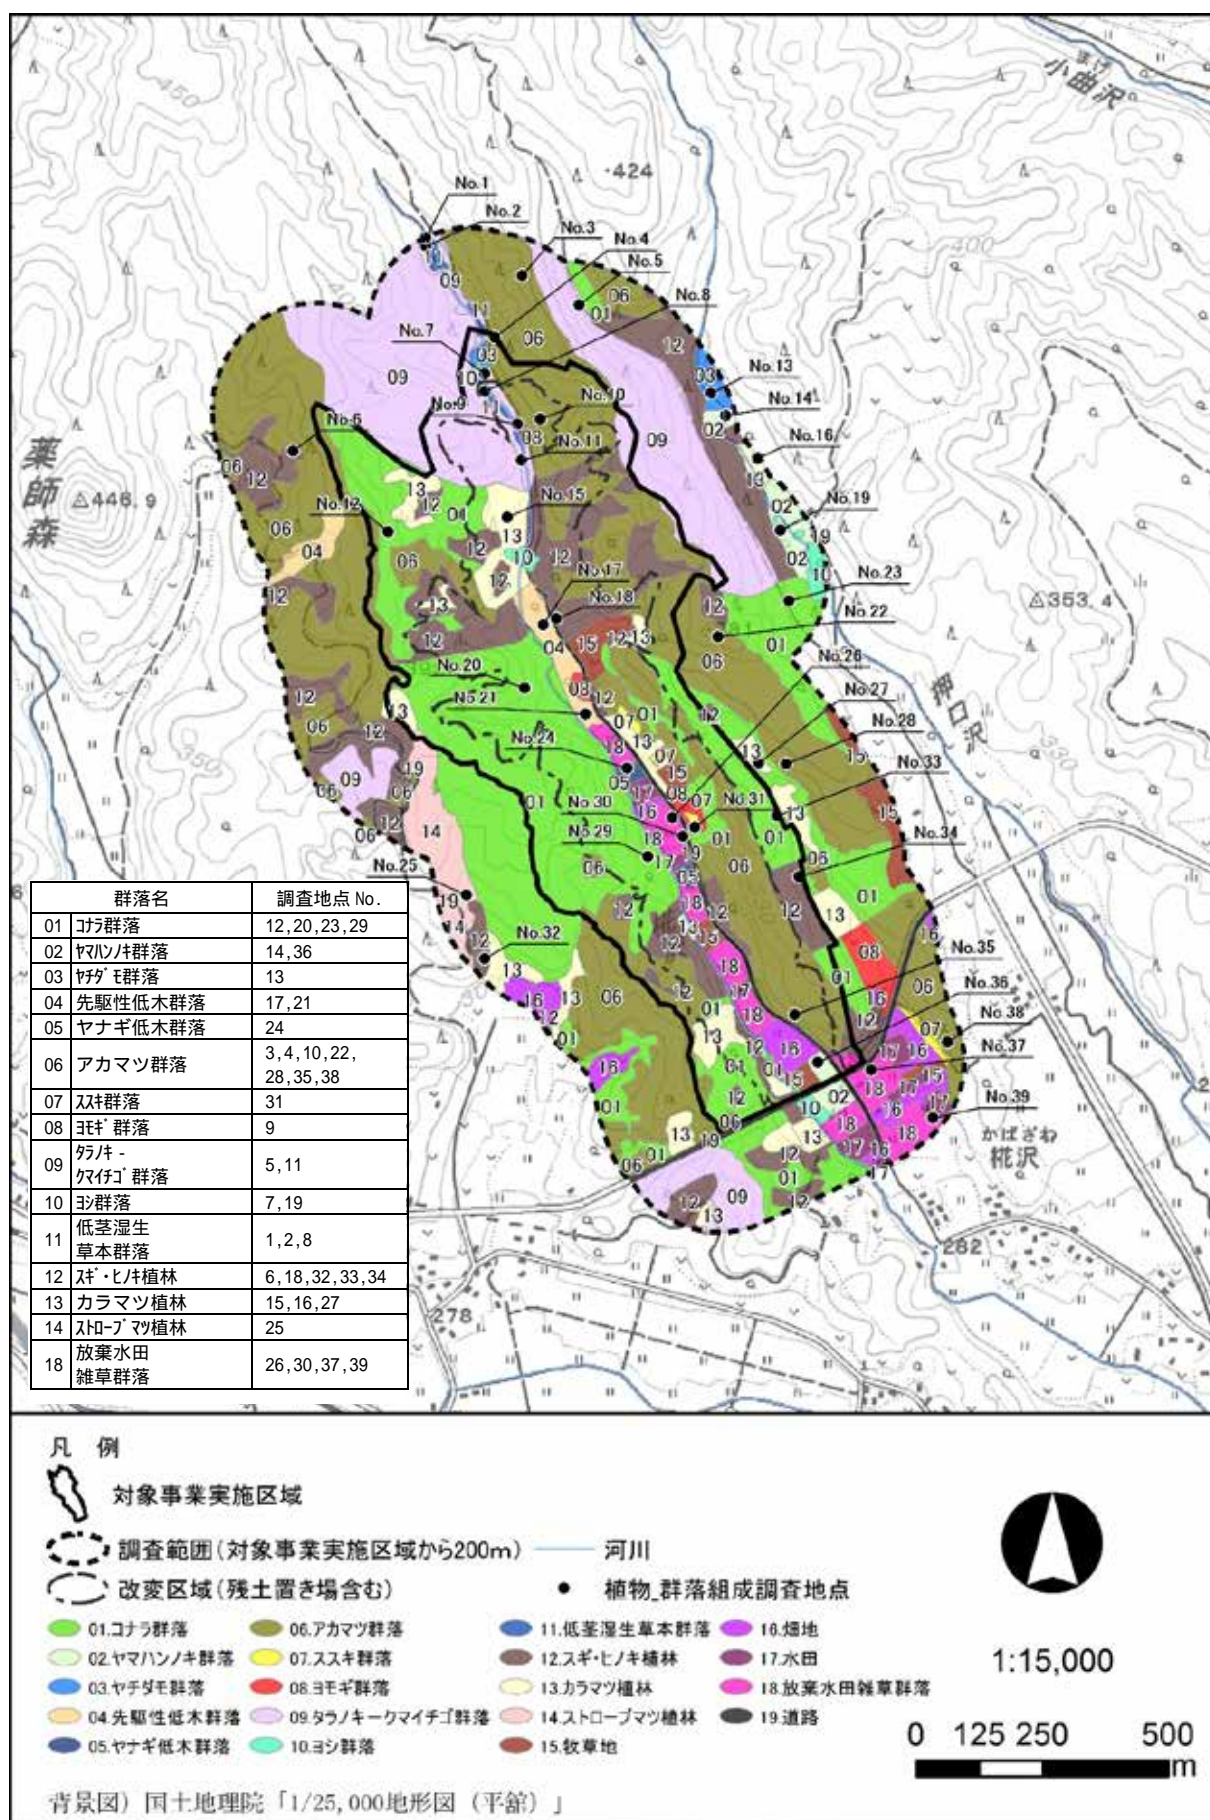 小曲沢
まげ
450
424
400
No.1
No.2
No.3
No.4
No.5
No.8
No.7
No.13
No.14
No.9
No.10
No.11
No.16
No.6
No.12
No.15
No.19
薬師森
446.9
No.17
No.18
No.23
353.4
No.22
No.26
No.20
No.21
No.27
押口沢
No.28
No.24
No.33
No.30
No.31
No.29
No.34
No.25
No.32
No.35
No.36
No.38
No.37
No.39
かばざわ
椛沢
282
278
群落名 調査地点 No.
01 コナラ群落 12,20,23,29
02 ヤマハンノキ群落 14,36
03 ヤチダモ群落 13
04 先駆性低木群落 17,21
05 ヤナギ低木群落 24
06 アカマツ群落 3,4,10,22,
28,35,38
07 ススキ群落 31
08 ヨモギ群落 9
09 タラノキ -
クマイチゴ群落 5,11
10 ヨシ群落 7,19
11 低茎湿生
草本群落 1,2,8
12 スギ・ヒノキ植林 6,18,32,33,34
13 カラマツ植林 15,16,27
14 ストローブマツ植林 25
18 放棄水田
雑草群落 26,30,37,39
凡 例
対象事業実施区域
調査範囲(対象事業実施区域から200m)
河川
改変区域(残土置き場含む)
植物_群落組成調査地点
01.コナラ群落
06.アカマツ群落
11.低茎湿生草本群落
16.畑地
02.ヤマハンノキ群落
07.ススキ群落
12.スギ・ヒノキ植林
17.水田
03.ヤチダモ群落
08.ヨモギ群落
13.カラマツ植林
18.放棄水田雑草群落
04.先駆性低木群落
09.タラノキークマイチゴ群落
14.ストローブマツ植林
19.道路
05.ヤナギ低木群落
10.ヨシ群落
15.牧草地
1:15,000
0 125 250 500
m
背景図) 国土地理院「1/25,000地形図（平舘）」